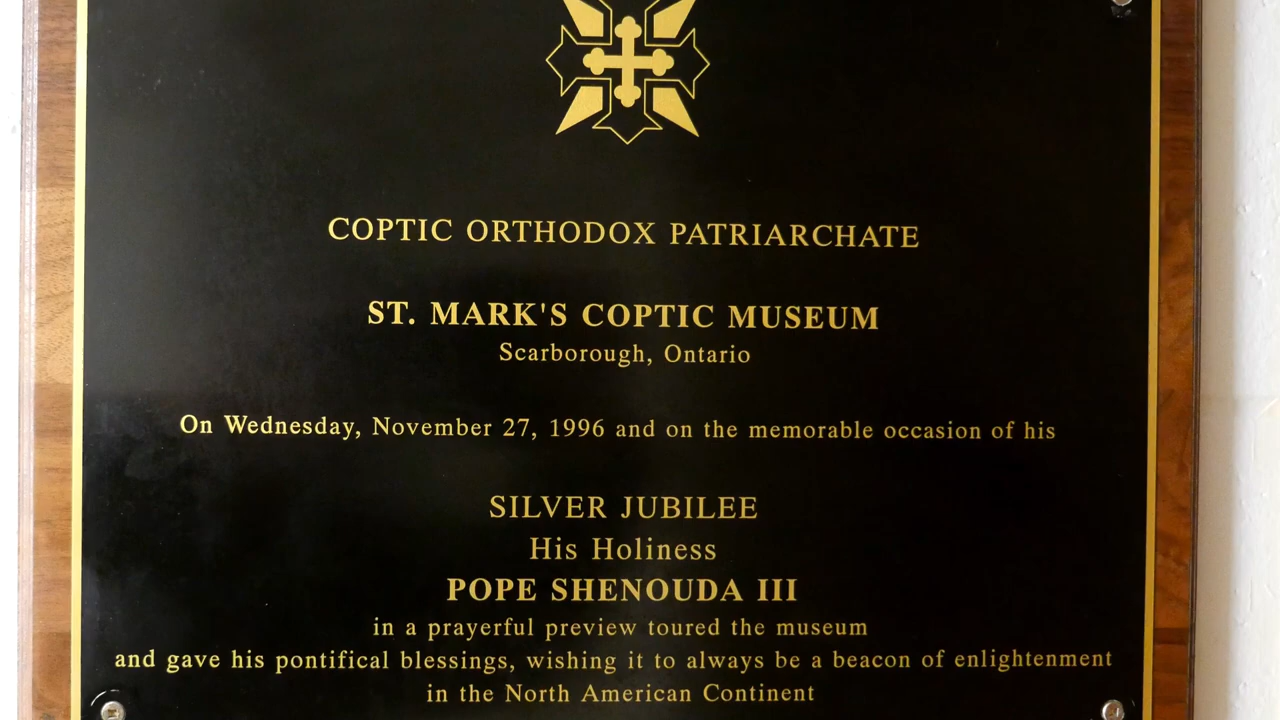 COPTIC ORTHODOX PATRIARCHATE
ST. MARK'S COPTIC MUSEUM
Scarborough, Ontario
On Wednesday, November 27, 1996 and on the memorable occasion of his
SILVER JUBILEE
His Holiness
POPE SHENOUDA III
in a prayerful preview toured the museum
and gave his pontifical blessings, wishing it to always be a beacon of enlightenment
in the North American Continent